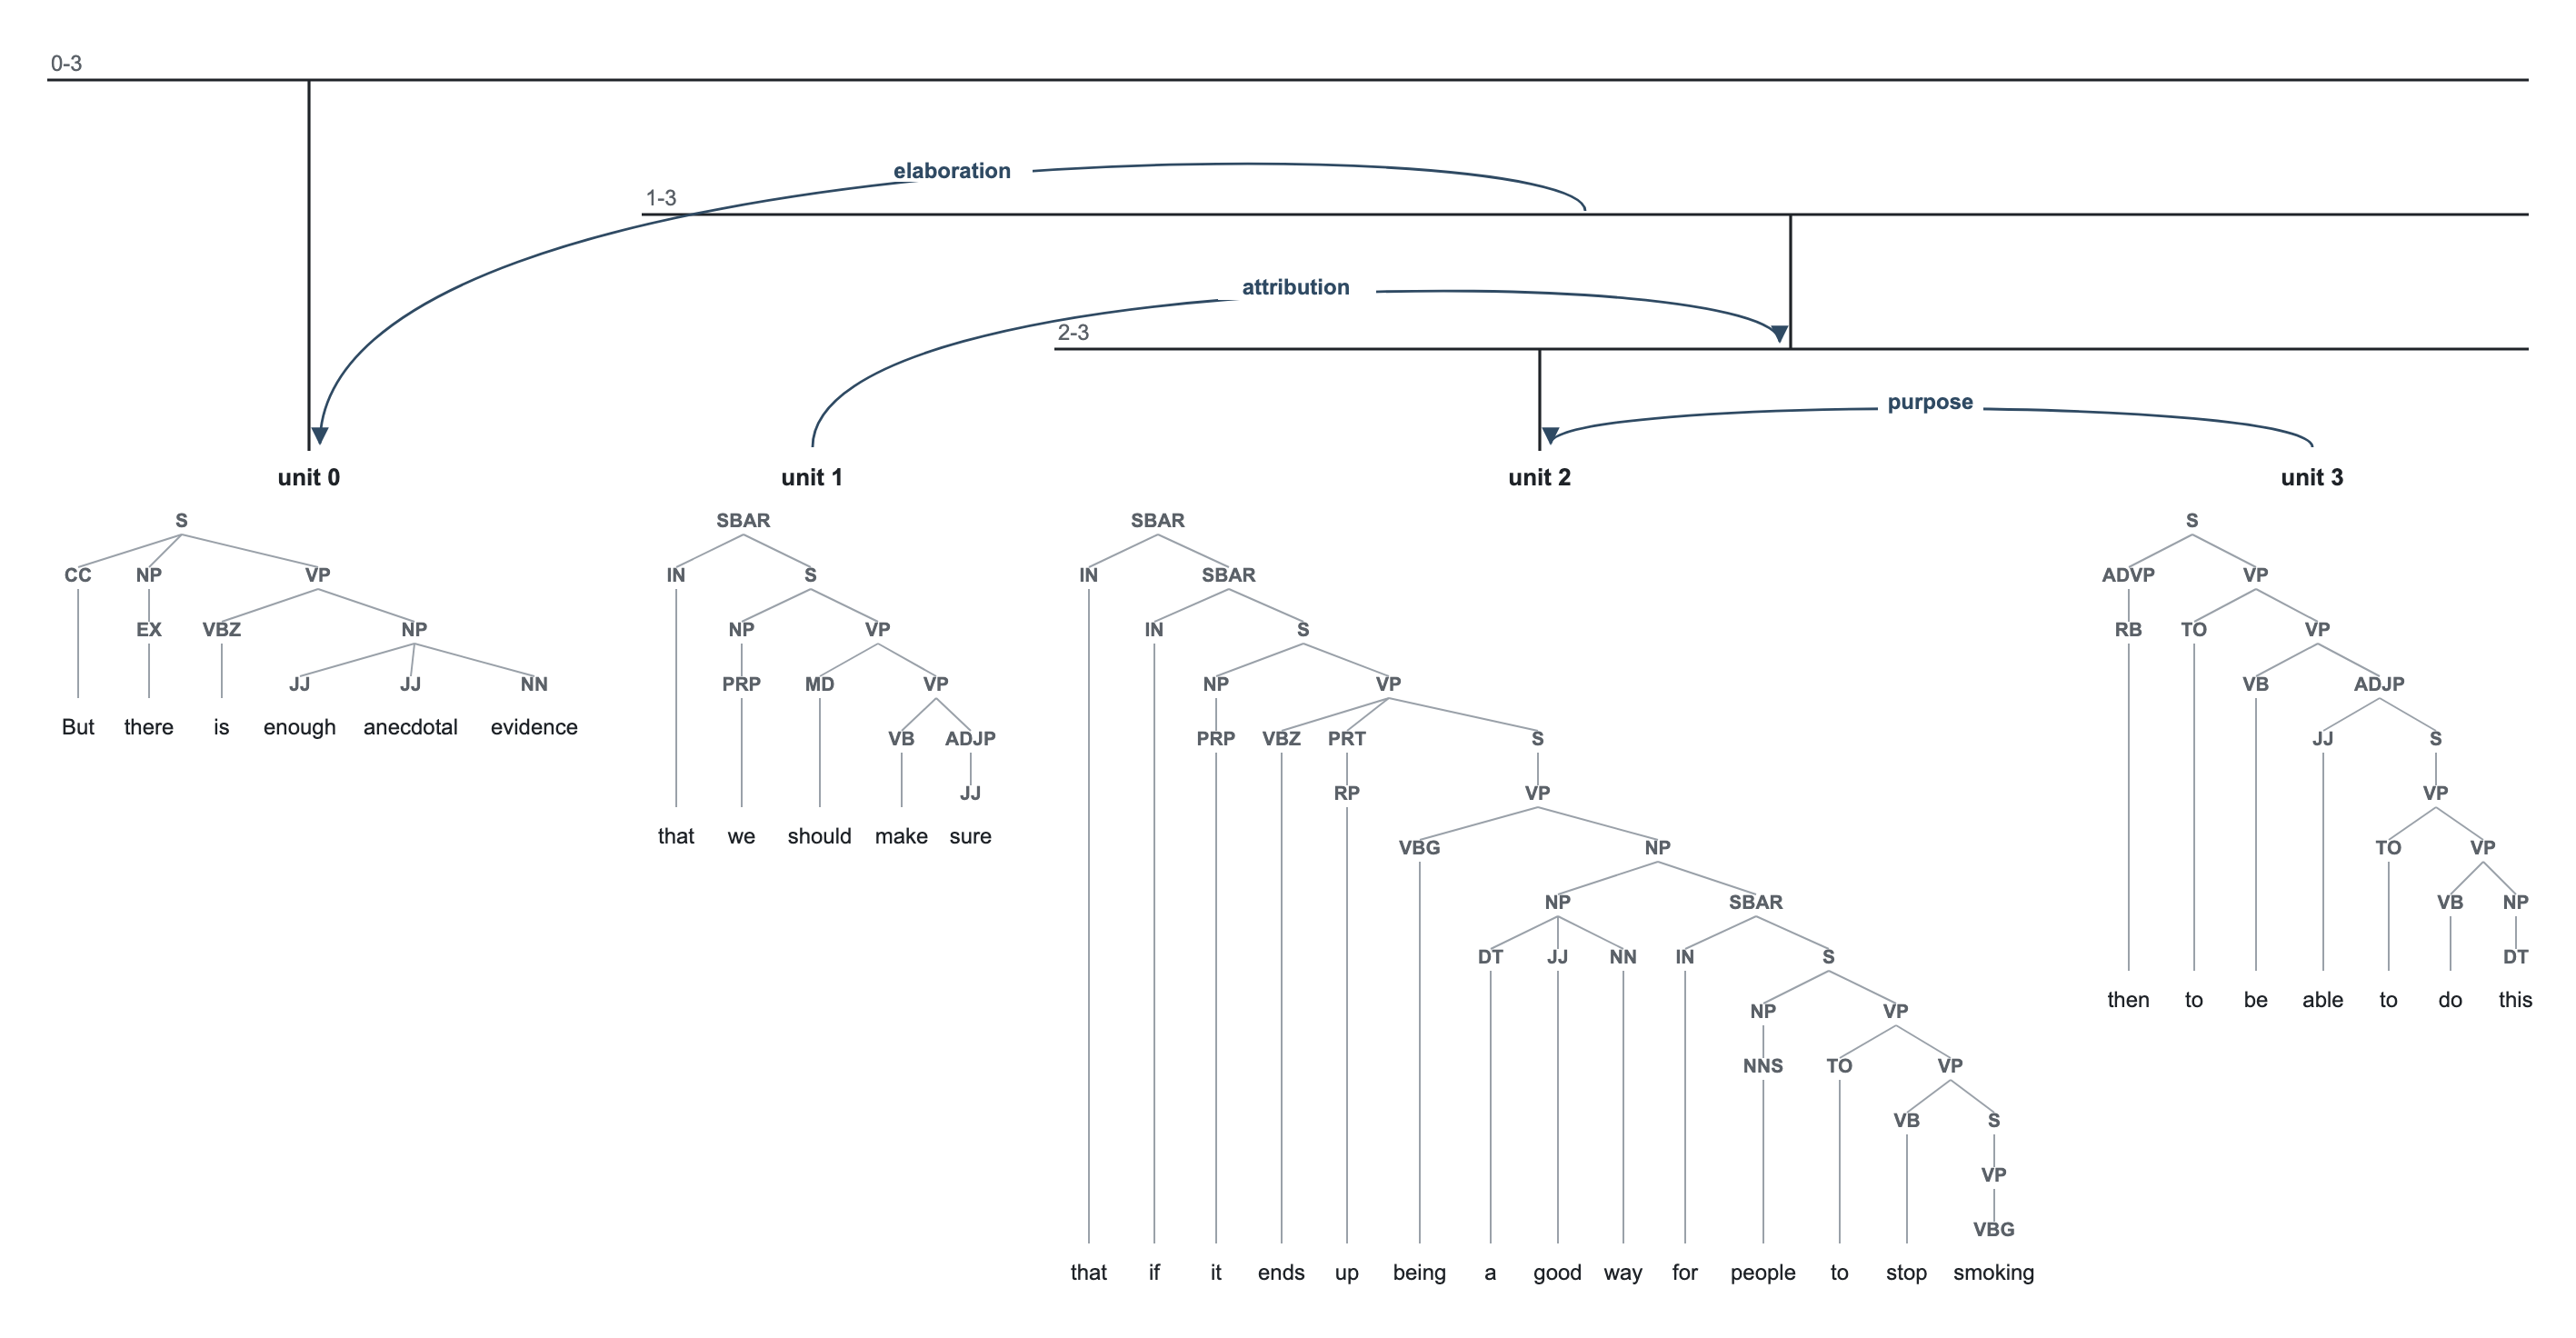 0-3
elaboration
1-3
attribution
2-3
purpose
unit 0 unit 1 unit 2 unit 3
S SBAR SBAR S
CC NP VP IN S IN SBAR ADVP VP
EX VBZ NP NP VP IN S RB TO VP
JJ JJ NN PRP MD VP NP VP VB ADJP
But there is enough anecdotal evidence
VB ADJP PRP VBZ PRT S JJ S
JJ RP VP VP
that we should make sure
VBG NP TO VP
NP SBAR VB NP
DT JJ NN IN S DT
then to be able to do this
NP VP
NNS TO VP
VB S
VP
VBG
that if it ends up being a good way for people to stop smoking